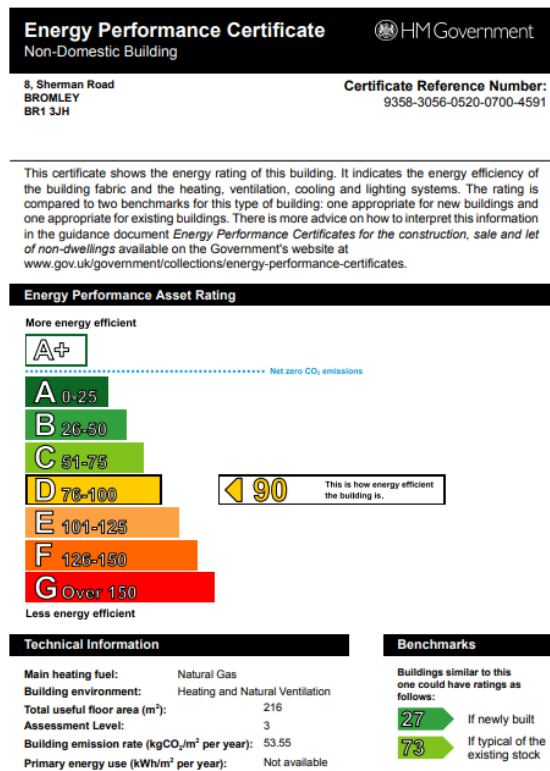 Energy Performance Certificate
Non-Domestic Building
HM Government
8, Sherman Road
BROMLEY
BR1 3JH
Certificate Reference Number:
9358-3056-0520-0700-4591
This certificate shows the energy rating of this building. It indicates the energy efficiency of
the building fabric and the heating, ventilation, cooling and lighting systems. The rating is
compared to two benchmarks for this type of building: one appropriate for new buildings and
one appropriate for existing buildings. There is more advice on how to interpret this information
in the guidance document Energy Performance Certificates for the construction, sale and let
of non-dwellings available on the Government's website at
www.gov.uk/government/collections/energy-performance-certificates.
Energy Performance Asset Rating
More energy efficient
A+
Net zero CO₂ emissions
A 0-25
B 26-50
C 51-75
D 76-100
90
This is how energy efficient
the building is.
E 101-125
F 126-150
G Over 150
Less energy efficient
Technical Information
Main heating fuel: Natural Gas
Building environment: Heating and Natural Ventilation
Total useful floor area (m²): 216
Assessment Level: 3
Building emission rate (kgCO₂/m² per year): 53.55
Primary energy use (kWh/m² per year): Not available
Benchmarks
Buildings similar to this
one could have ratings as
follows:
27 If newly built
73 If typical of the
existing stock